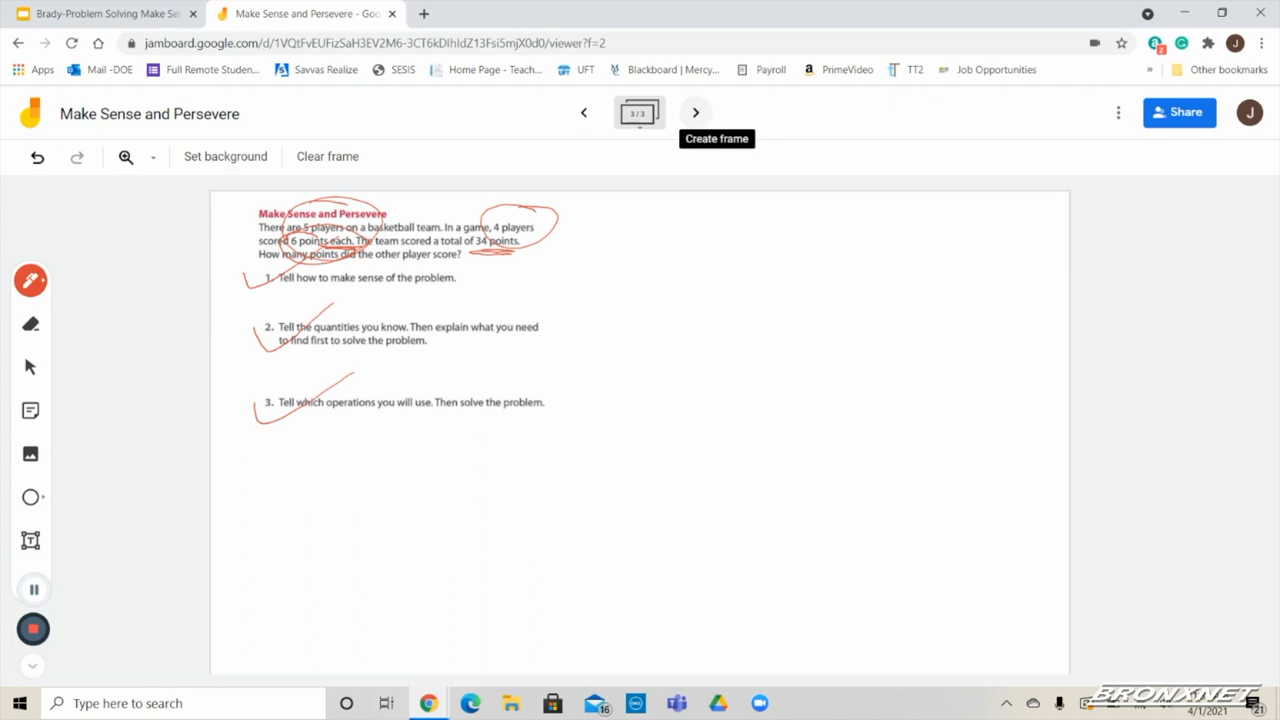 Brady-Problem Solving Make Se
Make Sense and Persevere - Goo
jamboard.google.com/d/1VQtFvEUFizSaH3EV2M6-3CT6kDIhIdZ13Fsi5mjX0d0/viewer?f=2
2
J
Apps
Mail -DOE
Full Remote Studen...
Savvas Realize
SESIS
Home Page - Teach...
UFT
Blackboard | Mercy...
Payroll
PrimeVideo
TT2
Job Opportunities
»
Other bookmarks
Make Sense and Persevere
3 / 3
Share
J
Create frame
Set background
Clear frame
Make Sense and Persevere
There are 5 players on a basketball team. In a game, 4 players
scored 6 points each. The team scored a total of 34 points.
How many points did the other player score?
1. Tell how to make sense of the problem.
2. Tell the quantities you know. Then explain what you need
to find first to solve the problem.
3. Tell which operations you will use. Then solve the problem.
Type here to search
16
BRONXNET
4/1/2021
21